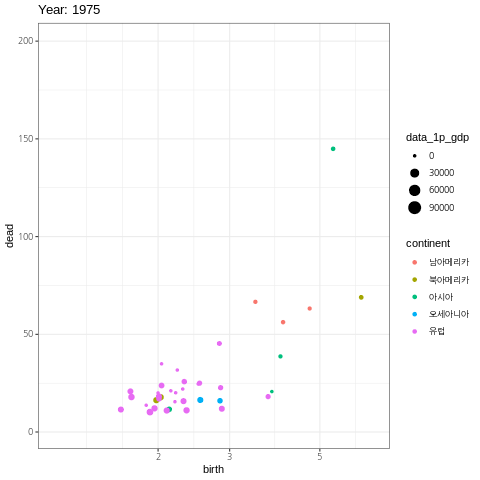 Year: 1975
200
150
100
50
0
dead
2
3
5
birth
data_1p_gdp
0
30000
60000
90000
continent
남아메리카
북아메리카
아시아
오세아니아
유럽